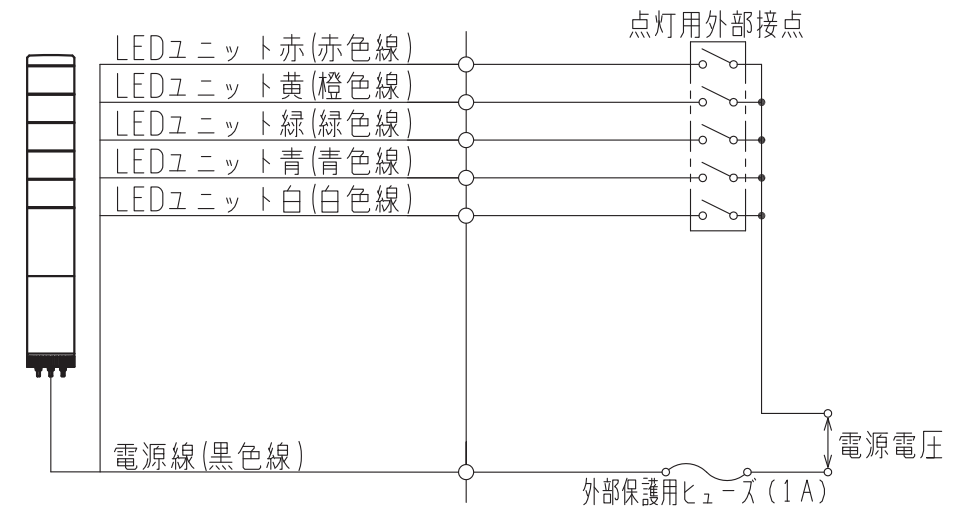 点灯用外部接点
LEDユニット赤(赤色線)
LEDユニット黄(橙色線)
LEDユニット緑(緑色線)
LEDユニット青(青色線)
LEDユニット白(白色線)
電源線(黒色線)
電源電圧
外部保護用ヒューズ(1A)